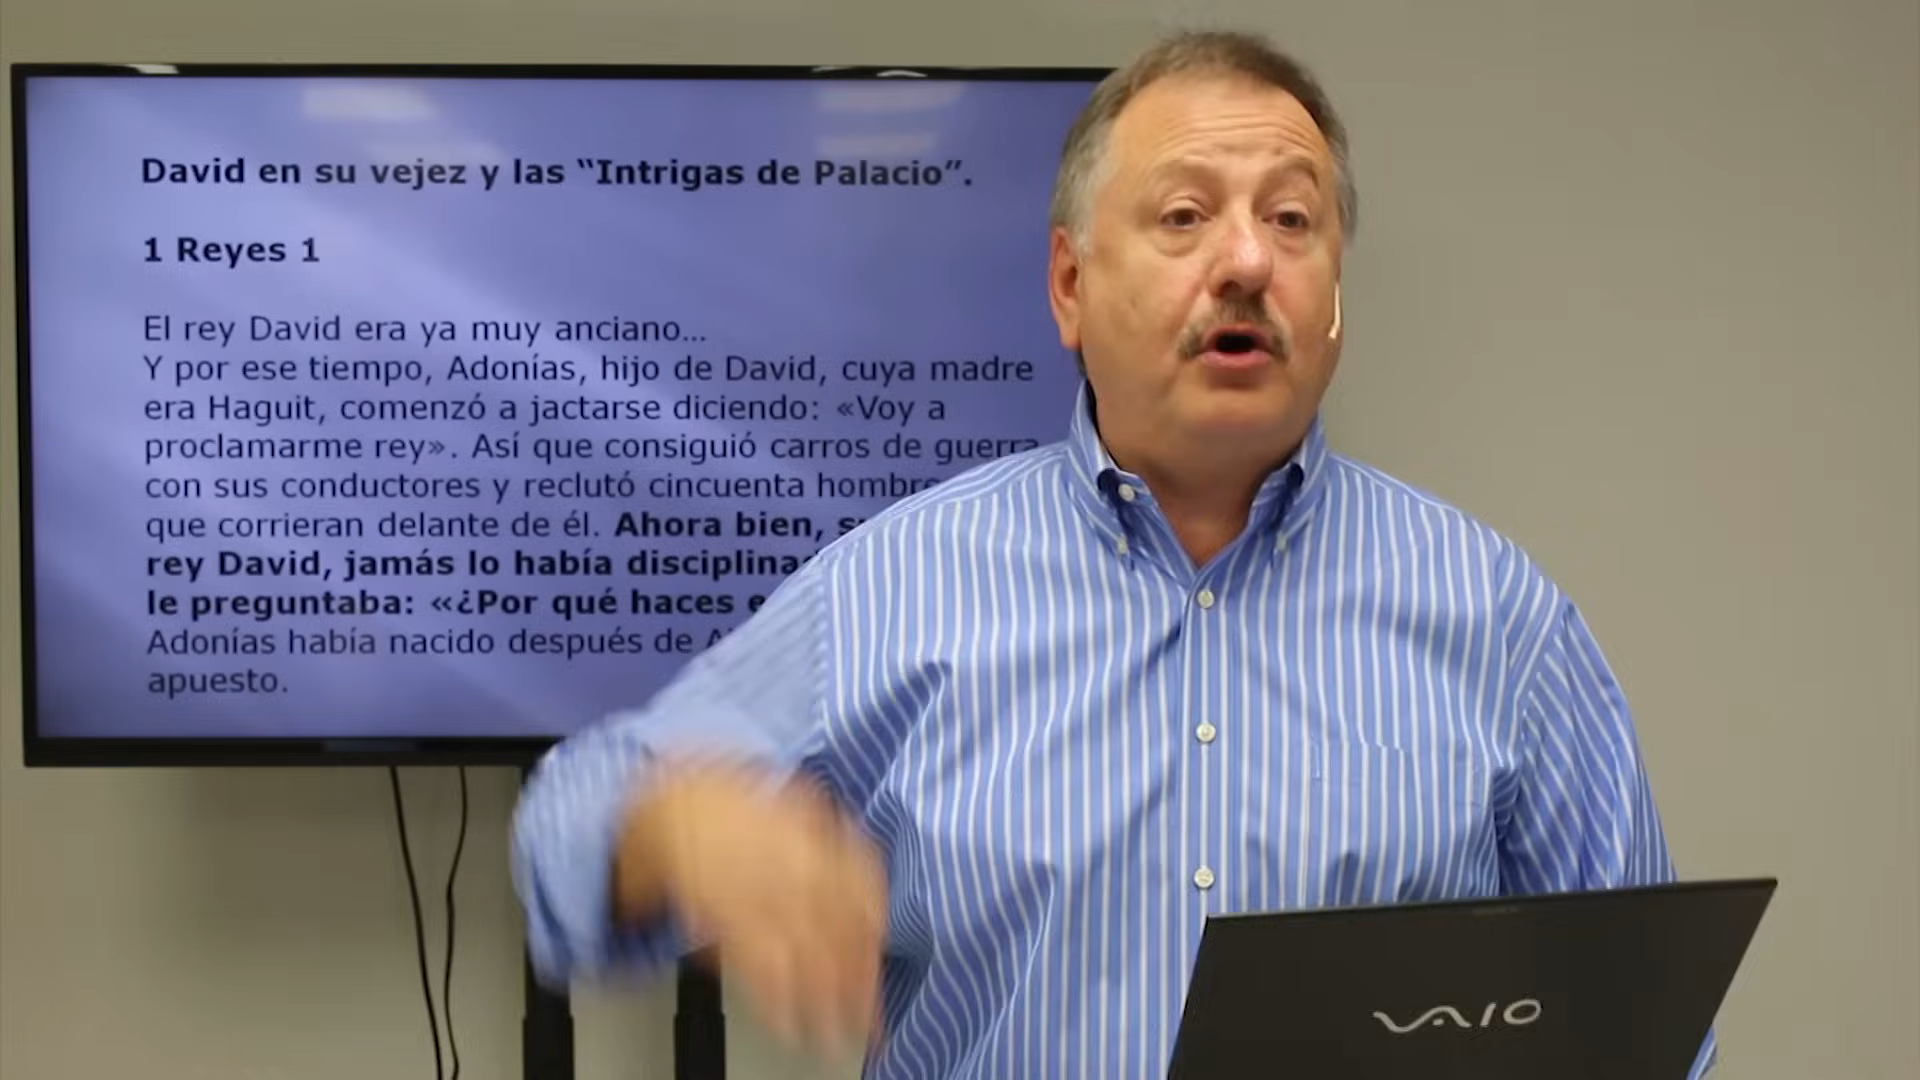 David en su vejez y las “Intrigas de Palacio”.
1 Reyes 1
El rey David era ya muy anciano...
Y por ese tiempo, Adonías, hijo de David, cuya madre
era Haguit, comenzó a jactarse diciendo: «Voy a
proclamarme rey». Así que consiguió carros de guerra
con sus conductores y reclutó cincuenta
que corrieran delante de él. Ahora bien,
rey David, jamás lo había
le preguntaba: «¿Por qué haces
Adonías había nacido después de
apuesto.
VAIO